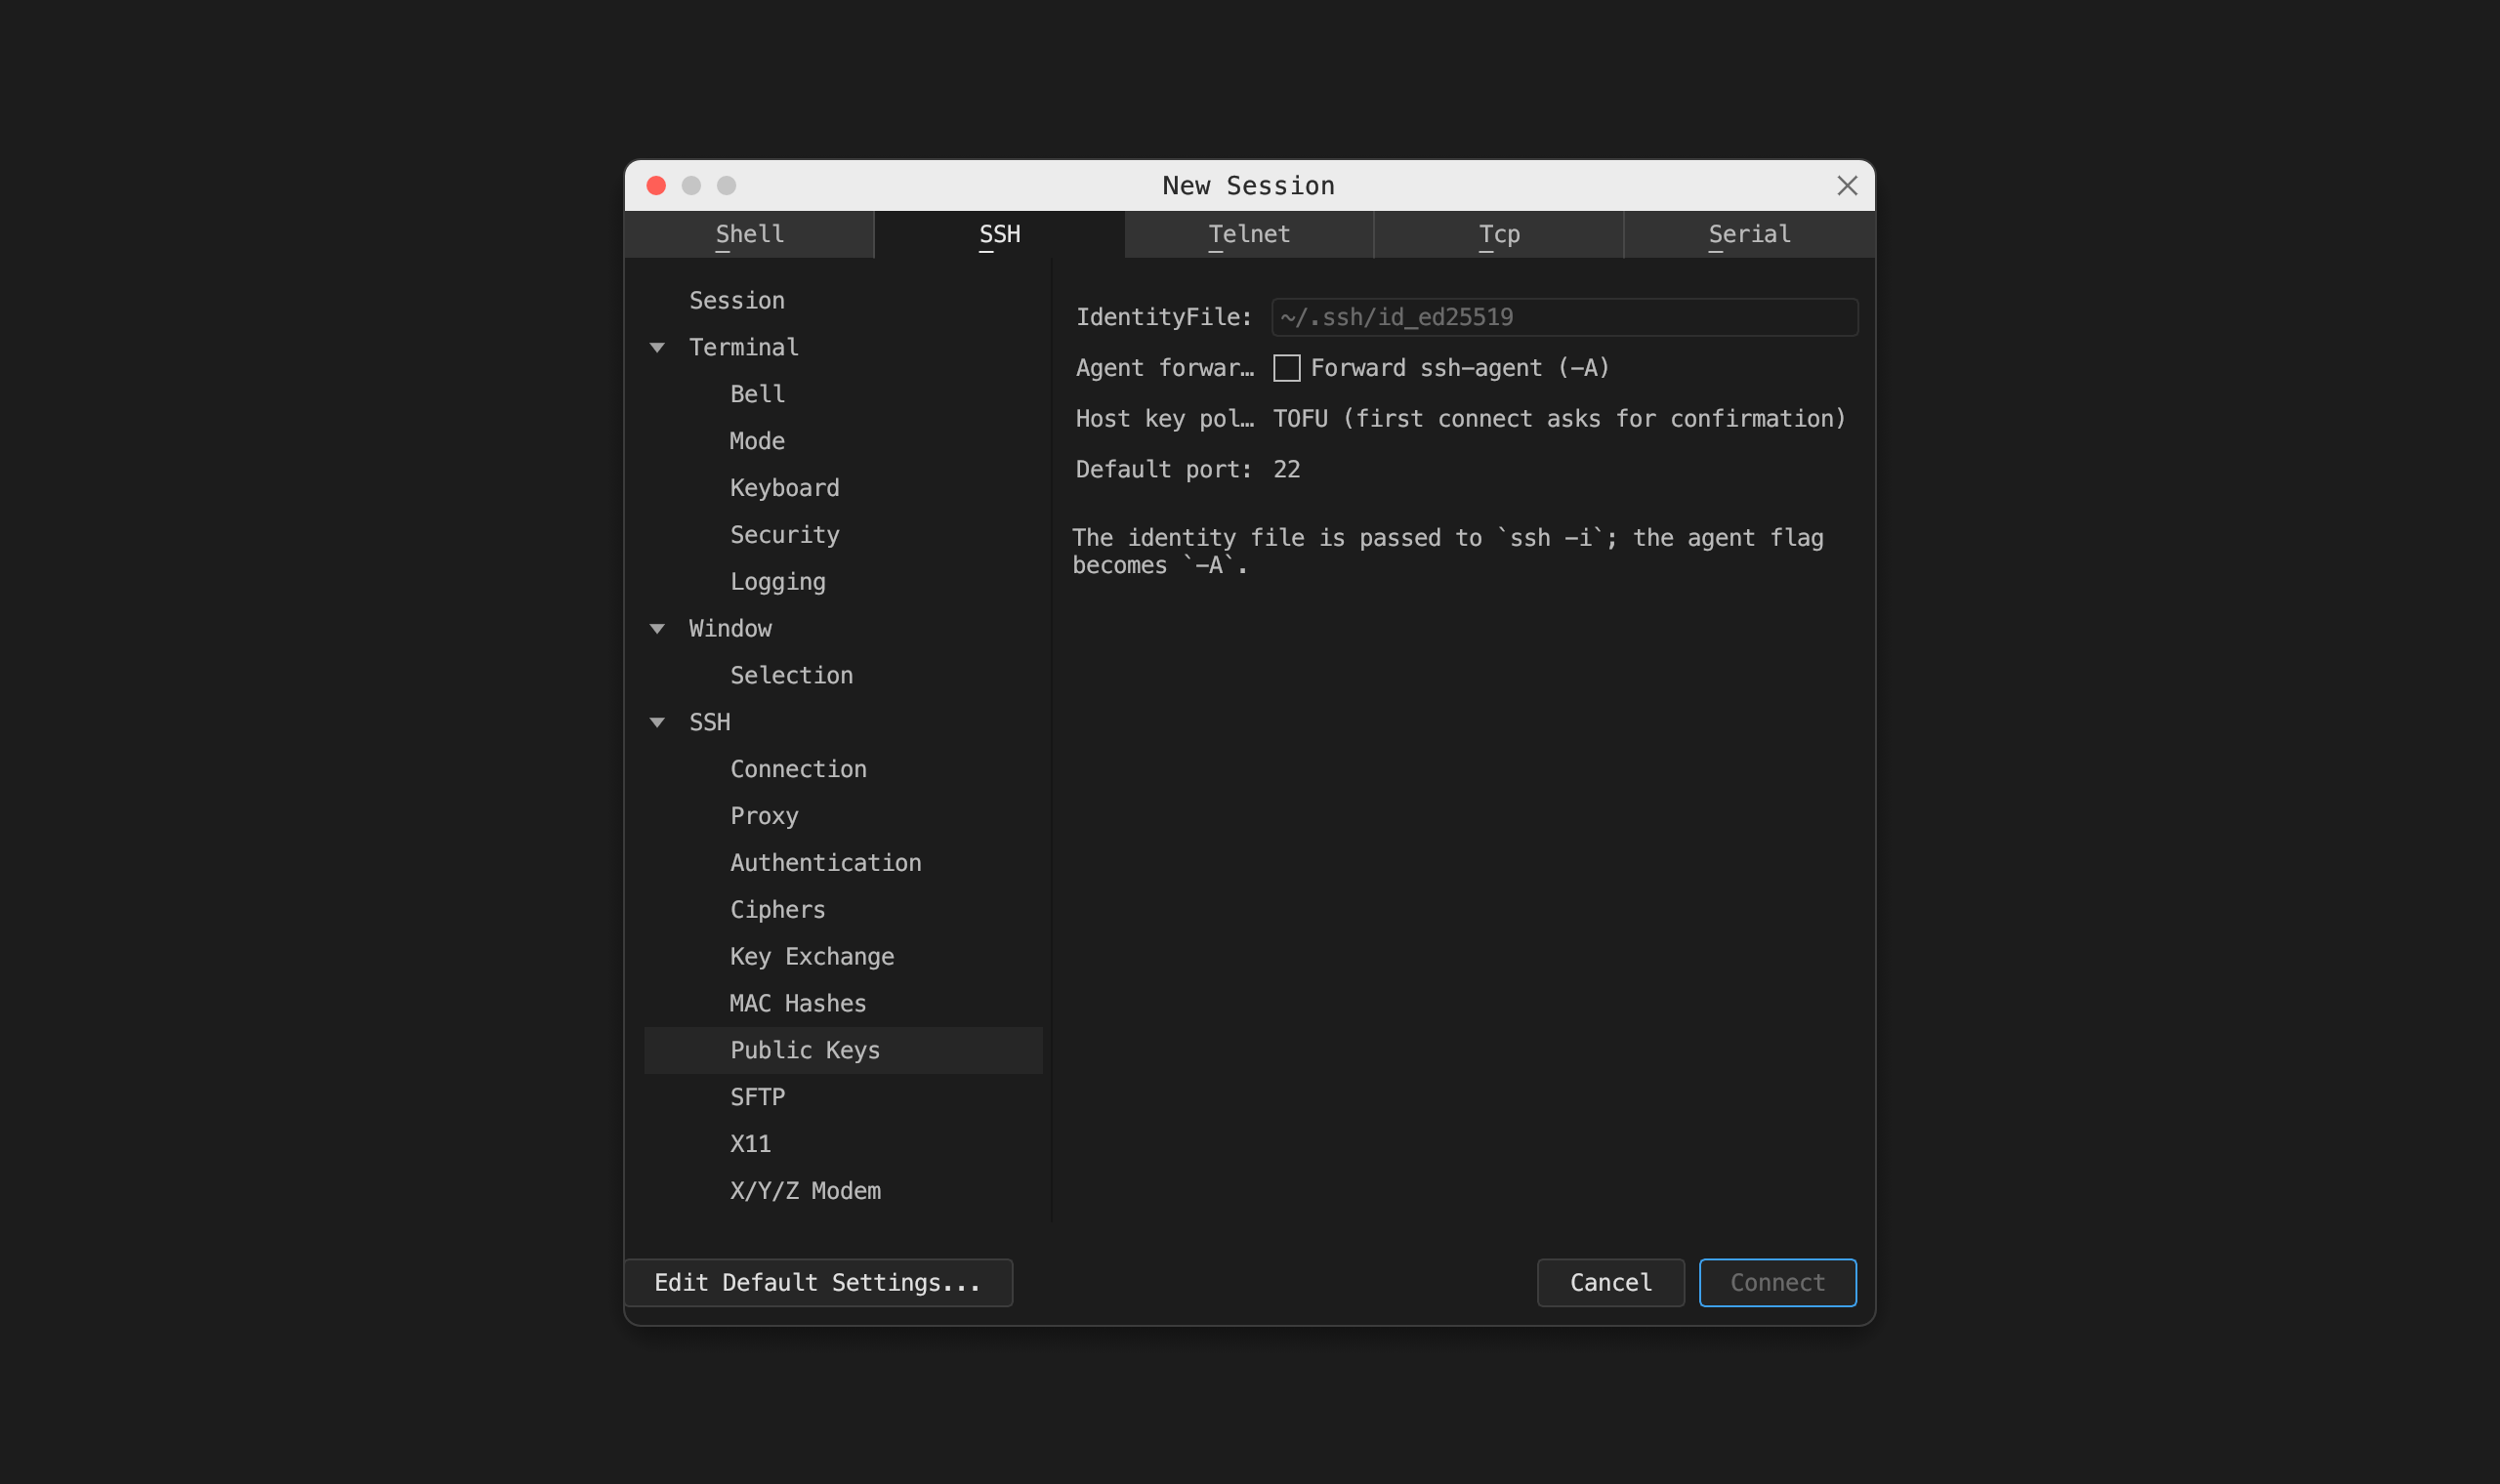 New Session
Shell
SSH
Telnet
Tcp
Serial
Session
Terminal
Bell
Mode
Keyboard
Security
Logging
Window
Selection
SSH
Connection
Proxy
Authentication
Ciphers
Key Exchange
MAC Hashes
Public Keys
SFTP
X11
X/Y/Z Modem
IdentityFile: ~/.ssh/id_ed25519
Agent forwar… Forward ssh-agent (-A)
Host key pol… TOFU (first connect asks for confirmation)
Default port: 22
The identity file is passed to `ssh -i`; the agent flag
becomes `-A`.
Edit Default Settings...
Cancel
Connect